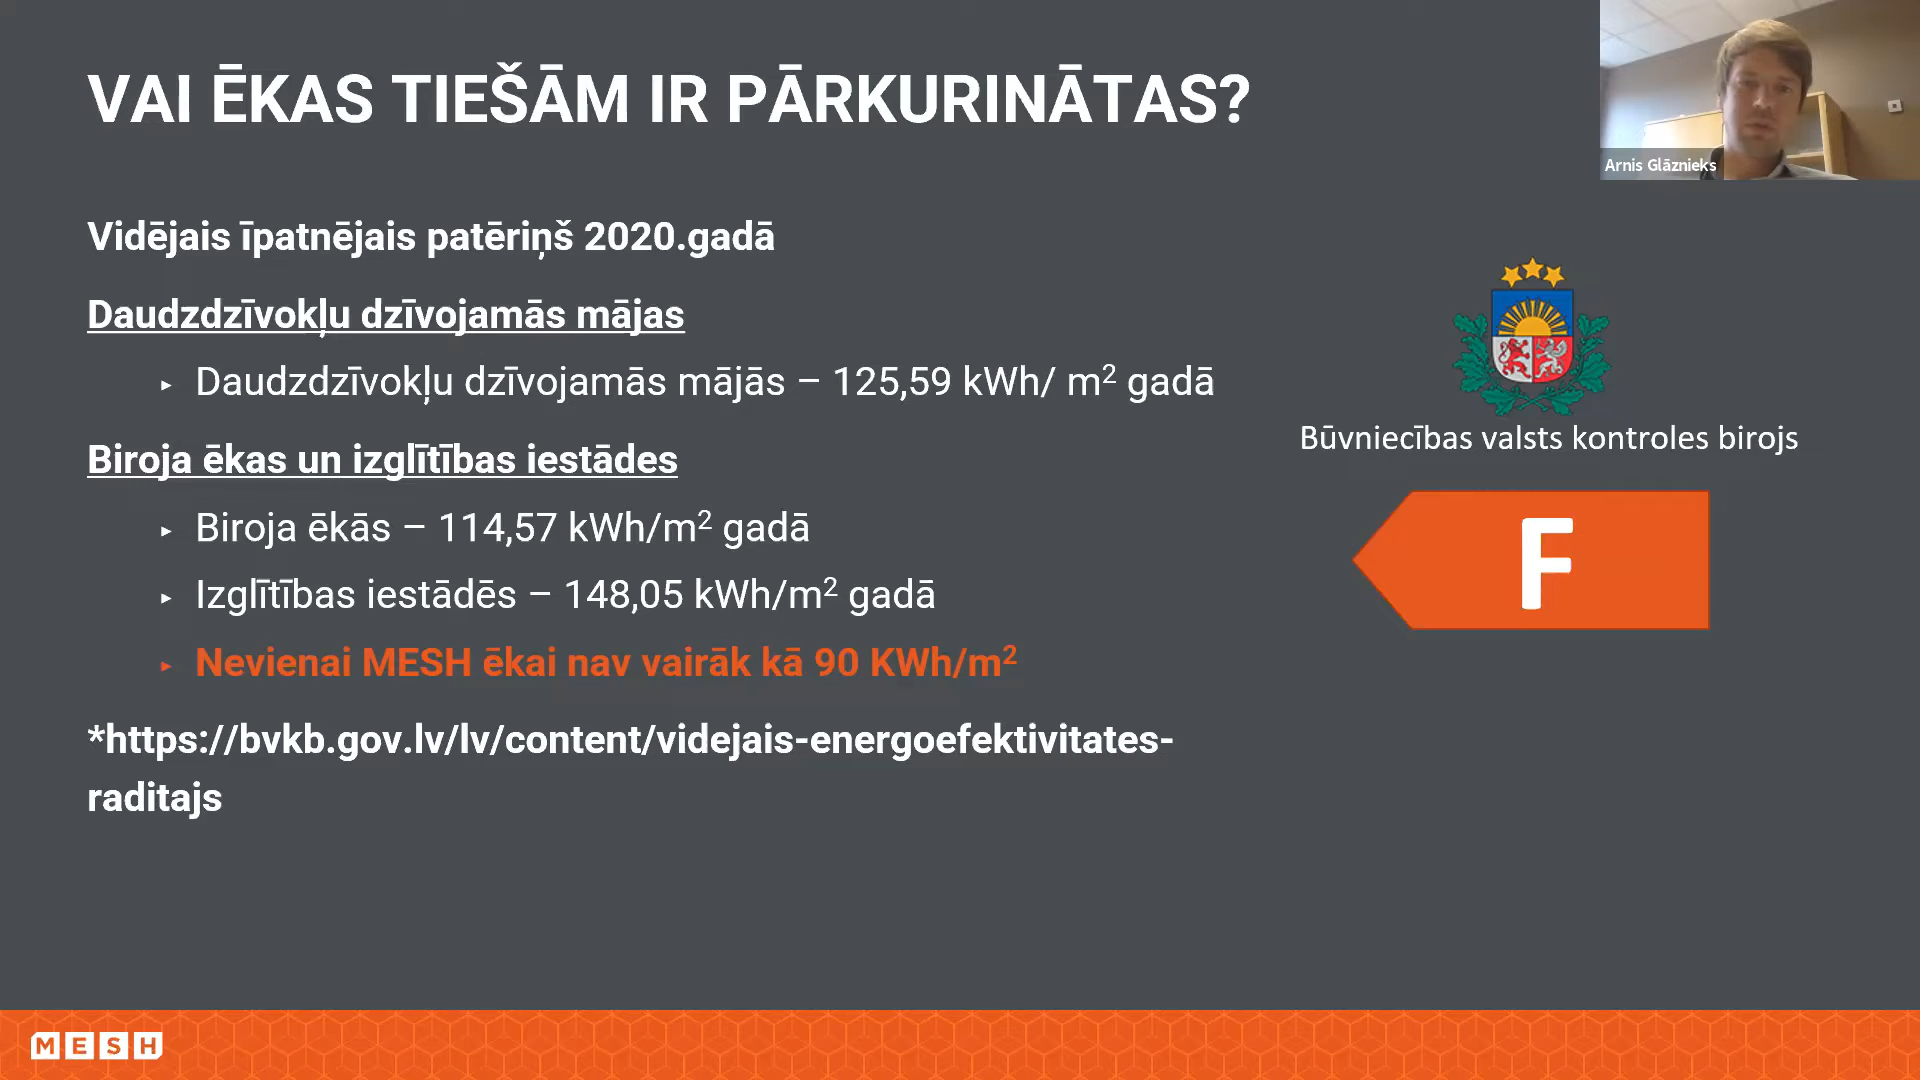 VAI ĒKAS TIEŠĀM IR PĀRKURINĀTAS?
Arnis Glāznieks
Vidējais īpatnējais patēriņš 2020.gadā
Daudzdzīvokļu dzīvojamās mājas
▸ Daudzdzīvokļu dzīvojamās mājās – 125,59 kWh/ m² gadā
Biroja ēkas un izglītības iestādes
▸ Biroja ēkās – 114,57 kWh/m² gadā
▸ Izglītības iestādēs – 148,05 kWh/m² gadā
▸ Nevienai MESH ēkai nav vairāk kā 90 KWh/m²
*https://bvkb.gov.lv/lv/content/videjais-energoefektivitates-
raditajs
Būvniecības valsts kontroles birojs
F
MESH